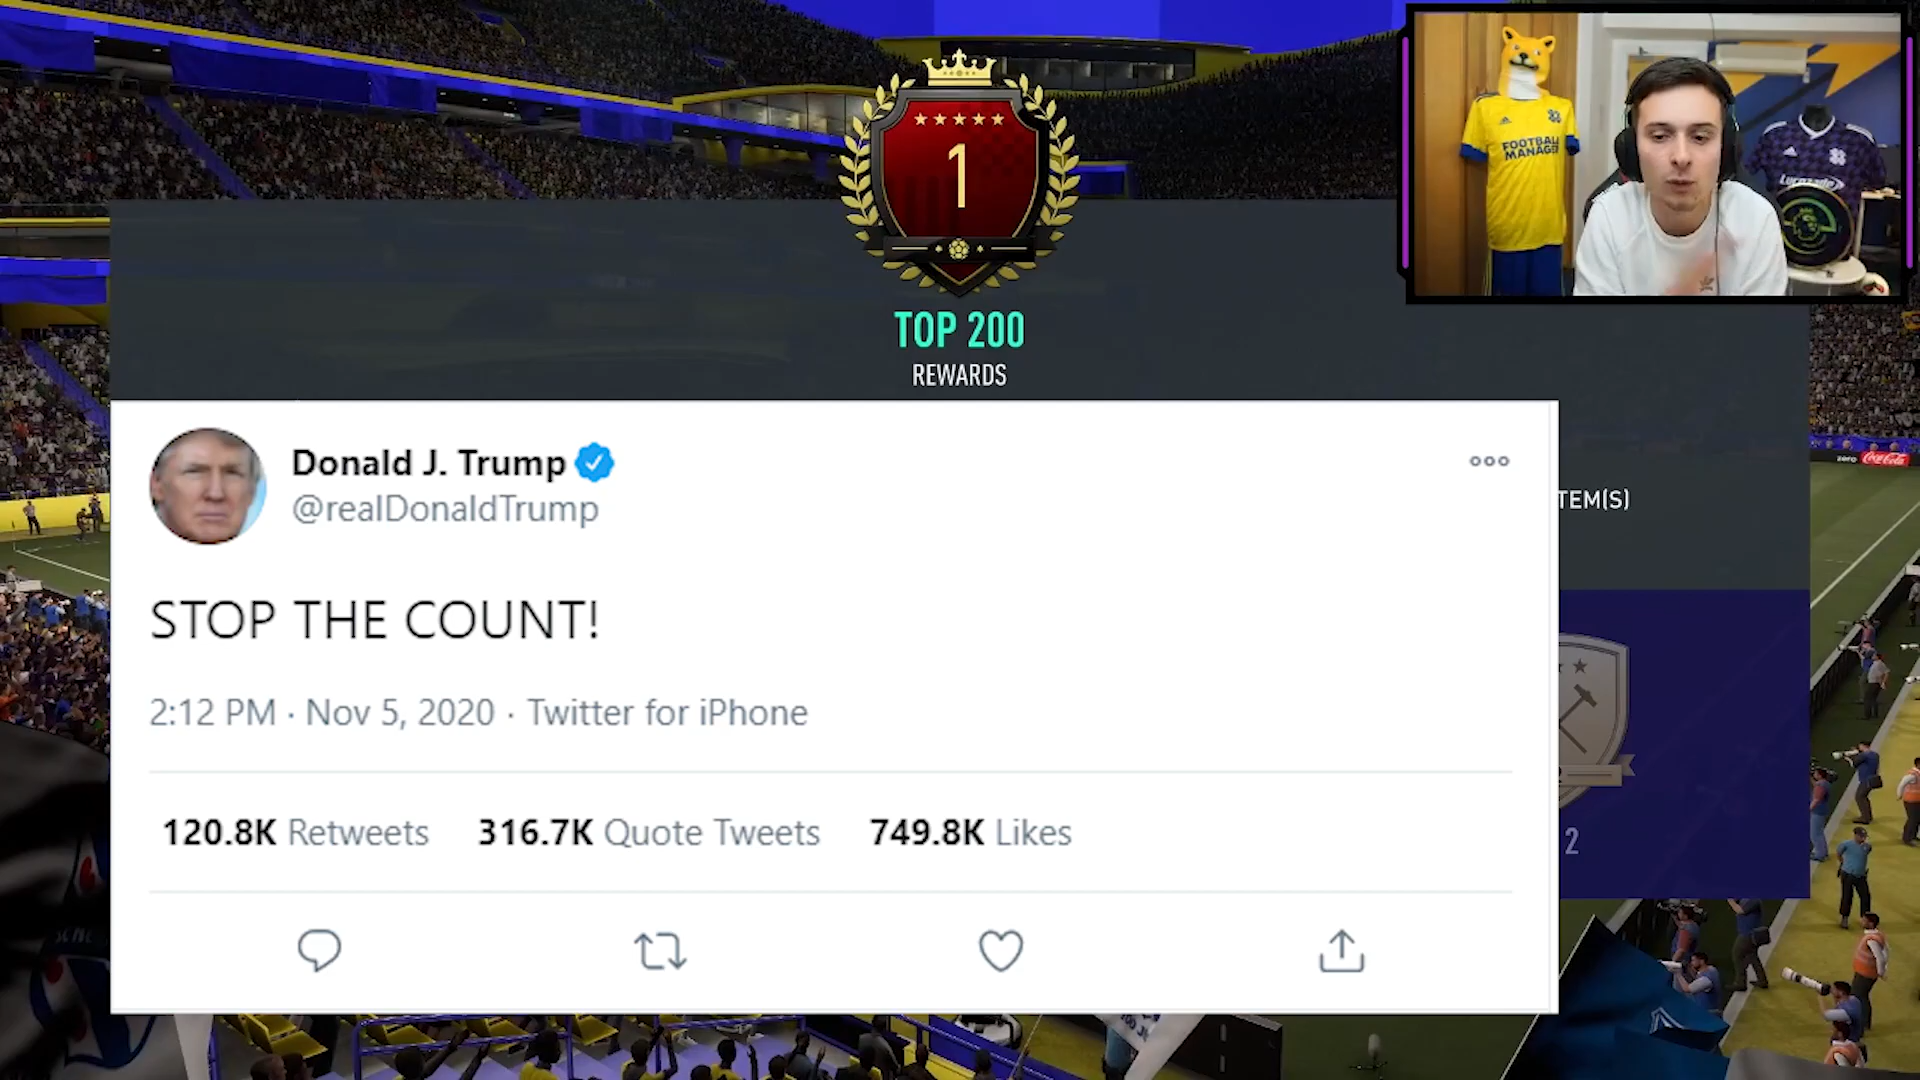 1
TOP 200
REWARDS
FOOTBALL
MANAGER
Donald J. Trump
@realDonaldTrump
TEM(S)
zero Coca-Cola
STOP THE COUNT!
2:12 PM · Nov 5, 2020 · Twitter for iPhone
120.8K Retweets 316.7K Quote Tweets 749.8K Likes
2